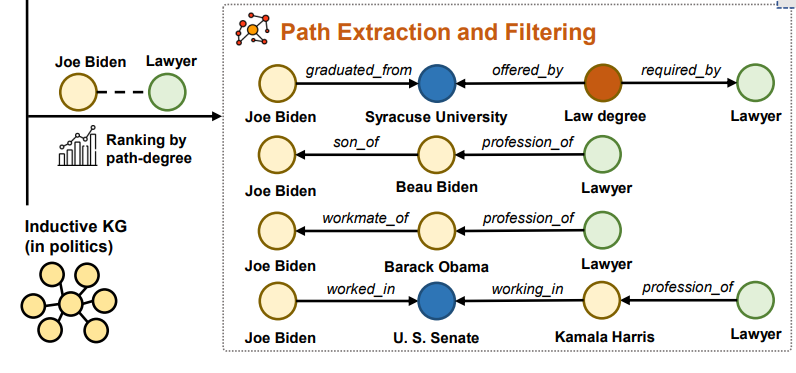 Path Extraction and Filtering
Joe Biden Lawyer
Ranking by
path-degree
Inductive KG
(in politics)
graduated_from offered_by required_by
Joe Biden Syracuse University Law degree Lawyer
son_of profession_of
Joe Biden Beau Biden Lawyer
workmate_of profession_of
Joe Biden Barack Obama Lawyer
worked_in working_in profession_of
Joe Biden U. S. Senate Kamala Harris Lawyer